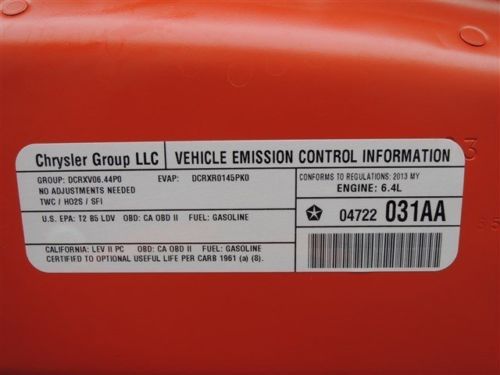 Chrysler Group LLC VEHICLE EMISSION CONTROL INFORMATION
GROUP: DCRXV06.44P0 EVAP: DCRXR0145PK0
NO ADJUSTMENTS NEEDED
TWC / HO2S / SFI
CONFORMS TO REGULATIONS: 2013 MY
ENGINE: 6.4L
U.S. EPA: T2 B5 LDV OBD: CA OBD II FUEL: GASOLINE
04722 031AA
CALIFORNIA: LEV II PC OBD: CA OBD II FUEL: GASOLINE
CERTIFIED TO OPTIONAL USEFUL LIFE PER CARB 1961 (a) (8).